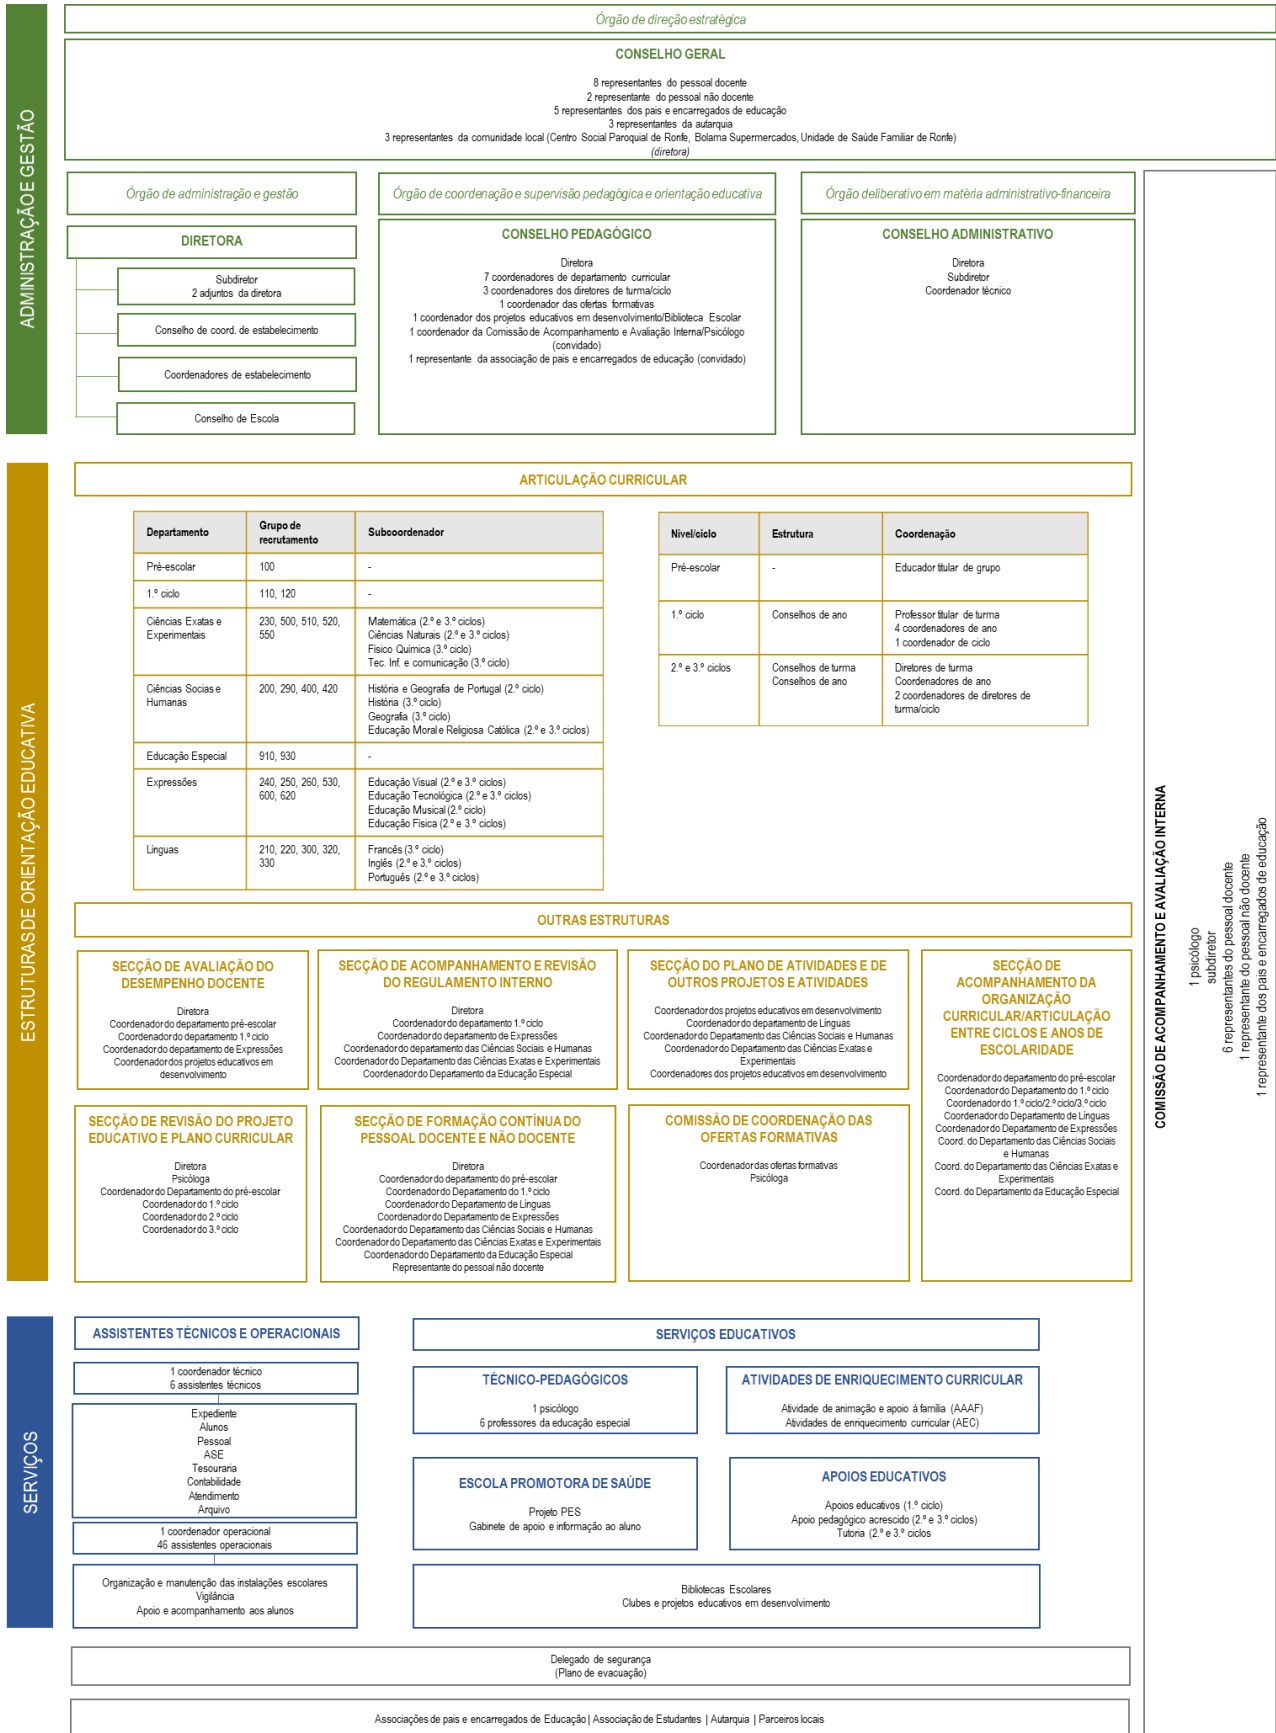 ADMINISTRAÇÃO E GESTÃO
Órgão de direção estratégica
CONSELHO GERAL
8 representantes do pessoal docente
2 representante do pessoal não docente
5 representantes dos pais e encarregados de educação
3 representantes da autarquia
3 representantes da comunidade local (Centro Social Paroquial de Ronfe, Bolama Supermercados, Unidade de Saúde Familiar de Ronfe)
(diretora)
Órgão de administração e gestão
DIRETORA
Subdiretor
2 adjuntos da diretora
Conselho de coord. de estabelecimento
Coordenadores de estabelecimento
Conselho de Escola
Órgão de coordenação e supervisão pedagógica e orientação educativa
CONSELHO PEDAGÓGICO
Diretora
7 coordenadores de departamento curricular
3 coordenadores dos diretores de turma/ciclo
1 coordenador das ofertas formativas
1 coordenador dos projetos educativos em desenvolvimento/Biblioteca Escolar
1 coordenador da Comissão de Acompanhamento e Avaliação Interna/Psicólogo
(convidado)
1 representante da associação de pais e encarregados de educação (convidado)
Órgão deliberativo em matéria administrativo-financeira
CONSELHO ADMINISTRATIVO
Diretora
Subdiretor
Coordenador técnico
ESTRUTURAS DE ORIENTAÇÃO EDUCATIVA
ARTICULAÇÃO CURRICULAR
Departamento
Grupo de
recrutamento
Subcoordenador
Pré-escolar
100
-
1.º ciclo
110, 120
-
Ciências Exatas e
Experimentais
230, 500, 510, 520,
550
Matemática (2.º e 3.º ciclos)
Ciências Naturais (2.º e 3.º ciclos)
Físico Química (3.º ciclo)
Tec. Inf. e comunicação (3.º ciclo)
Ciências Socias e
Humanas
200, 290, 400, 420
História e Geografia de Portugal (2.º ciclo)
História (3.º ciclo)
Geografia (3.º ciclo)
Educação Moral e Religiosa Católica (2.º e 3.º ciclos)
Educação Especial
910, 930
-
Expressões
240, 250, 260, 530,
600, 620
Educação Visual (2.º e 3.º ciclos)
Educação Tecnológica (2.º e 3.º ciclos)
Educação Musical (2.º ciclo)
Educação Física (2.º e 3.º ciclos)
Línguas
210, 220, 300, 320,
330
Francês (3.º ciclo)
Inglês (2.º e 3.º ciclos)
Português (2.º e 3.º ciclos)
Nível/ciclo
Estrutura
Coordenação
Pré-escolar
-
Educador titular de grupo
1.º ciclo
Conselhos de ano
Professor titular de turma
4 coordenadores de ano
1 coordenador de ciclo
2.º e 3.º ciclos
Conselhos de turma
Conselhos de ano
Diretores de turma
Coordenadores de ano
2 coordenadores de diretores de
turma/ciclo
OUTRAS ESTRUTURAS
SECÇÃO DE AVALIAÇÃO DO
DESEMPENHO DOCENTE
Diretora
Coordenador do departamento pré-escolar
Coordenador do departamento 1.º ciclo
Coordenador do departamento de Expressões
Coordenador dos projetos educativos em
desenvolvimento
SECÇÃO DE ACOMPANHAMENTO E REVISÃO
DO REGULAMENTO INTERNO
Diretora
Coordenador do departamento 1.º ciclo
Coordenador do departamento de Expressões
Coordenador do departamento das Ciências Sociais e Humanas
Coordenador do Departamento das Ciências Exatas e Experimentais
Coordenador do Departamento da Educação Especial
SECÇÃO DO PLANO DE ATIVIDADES E DE
OUTROS PROJETOS E ATIVIDADES
Coordenador dos projetos educativos em desenvolvimento
Coordenador do departamento de Línguas
Coordenador do Departamento das Ciências Sociais e Humanas
Coordenador do Departamento das Ciências Exatas e
Experimentais
Coordenadores dos projetos educativos em desenvolvimento
SECÇÃO DE
ACOMPANHAMENTO DA
ORGANIZAÇÃO
CURRICULAR/ARTICULAÇÃO
ENTRE CICLOS E ANOS DE
ESCOLARIDADE
Coordenador do departamento do pré-escolar
Coordenador do Departamento do 1.º ciclo
Coordenador do 1.º ciclo/2.º ciclo/3.º ciclo
Coordenador do Departamento de Línguas
Coordenador do Departamento de Expressões
Coord. do Departamento das Ciências Sociais
e Humanas
Coord. do Departamento das Ciências Exatas e
Experimentais
Coord. do Departamento da Educação Especial
SECÇÃO DE REVISÃO DO PROJETO
EDUCATIVO E PLANO CURRICULAR
Diretora
Psicóloga
Coordenador do Departamento do pré-escolar
Coordenador do 1.º ciclo
Coordenador do 2.º ciclo
Coordenador do 3.º ciclo
SECÇÃO DE FORMAÇÃO CONTÍNUA DO
PESSOAL DOCENTE E NÃO DOCENTE
Diretora
Coordenador do departamento do pré-escolar
Coordenador do Departamento do 1.º ciclo
Coordenador do Departamento de Línguas
Coordenador do Departamento de Expressões
Coordenador do Departamento das Ciências Sociais e Humanas
Coordenador do Departamento das Ciências Exatas e Experimentais
Coordenador do Departamento da Educação Especial
Representante do pessoal não docente
COMISSÃO DE COORDENAÇÃO DAS
OFERTAS FORMATIVAS
Coordenador das ofertas formativas
Psicóloga
SERVIÇOS
ASSISTENTES TÉCNICOS E OPERACIONAIS
1 coordenador técnico
6 assistentes técnicos
Expediente
Alunos
Pessoal
ASE
Tesouraria
Contabilidade
Atendimento
Arquivo
1 coordenador operacional
46 assistentes operacionais
Organização e manutenção das instalações escolares
Vigilância
Apoio e acompanhamento aos alunos
SERVIÇOS EDUCATIVOS
TÉCNICO-PEDAGÓGICOS
1 psicólogo
6 professores da educação especial
ATIVIDADES DE ENRIQUECIMENTO CURRICULAR
Atividade de animação e apoio à família (AAAF)
Atividades de enriquecimento curricular (AEC)
ESCOLA PROMOTORA DE SAÚDE
Projeto PES
Gabinete de apoio e informação ao aluno
APOIOS EDUCATIVOS
Apoios educativos (1.º ciclo)
Apoio pedagógico acrescido (2.º e 3.º ciclos)
Tutoria (2.º e 3.º ciclos
Bibliotecas Escolares
Clubes e projetos educativos em desenvolvimento
Delegado de segurança
(Plano de evacuação)
Associações de pais e encarregados de Educação | Associação de Estudantes | Autarquia | Parceiros locais
COMISSÃO DE ACOMPANHAMENTO E AVALIAÇÃO INTERNA
1 psicólogo
subdiretor
6 representantes do pessoal docente
1 representante do pessoal não docente
1 representante dos pais e encarregados de educação